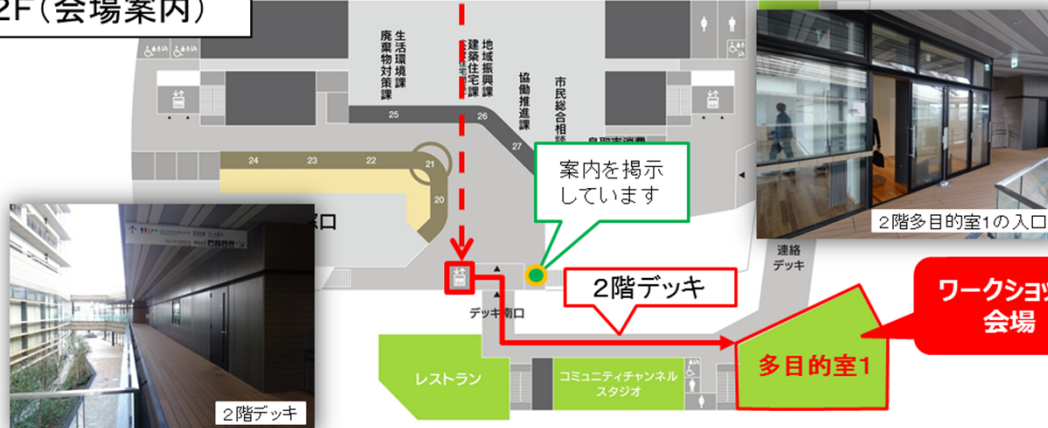 2F(会場案内)
生活環境課
廃棄物対策課
地域振興課
建築住宅課
協働推進課
市民総合相談
25
26
27
24
23
22
21
20
窓口
案内を掲示
しています
2階多目的室1の入口
連絡
デッキ
2階デッキ
デッキ南口
ワークショップ
会場
多目的室1
レストラン
コミュニティチャンネル
スタジオ
2階デッキ